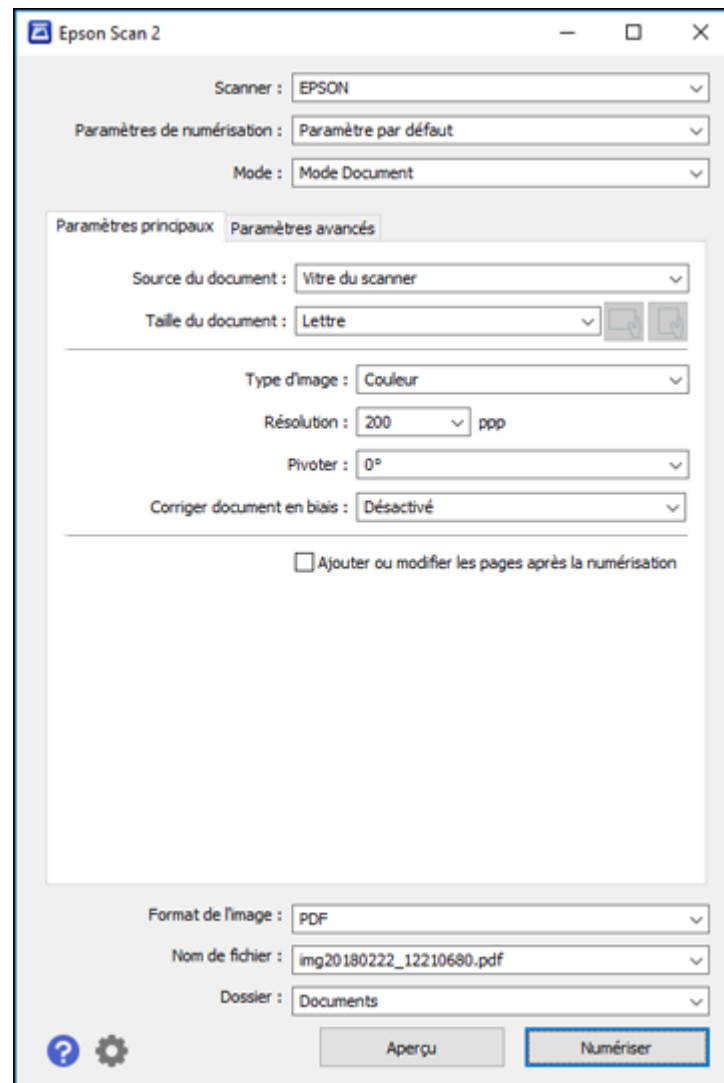 Epson Scan 2
Scanner : EPSON
Paramètres de numérisation : Paramètre par défaut
Mode : Mode Document
Paramètres principaux Paramètres avancés
Source du document : Vitre du scanner
Taille du document : Lettre
Type d'image : Couleur
Résolution : 200 ppp
Pivoter : 0°
Corriger document en biais : Désactivé
Ajouter ou modifier les pages après la numérisation
Format de l'image : PDF
Nom de fichier : img20180222_12210680.pdf
Dossier : Documents
? Aperçu Numériser